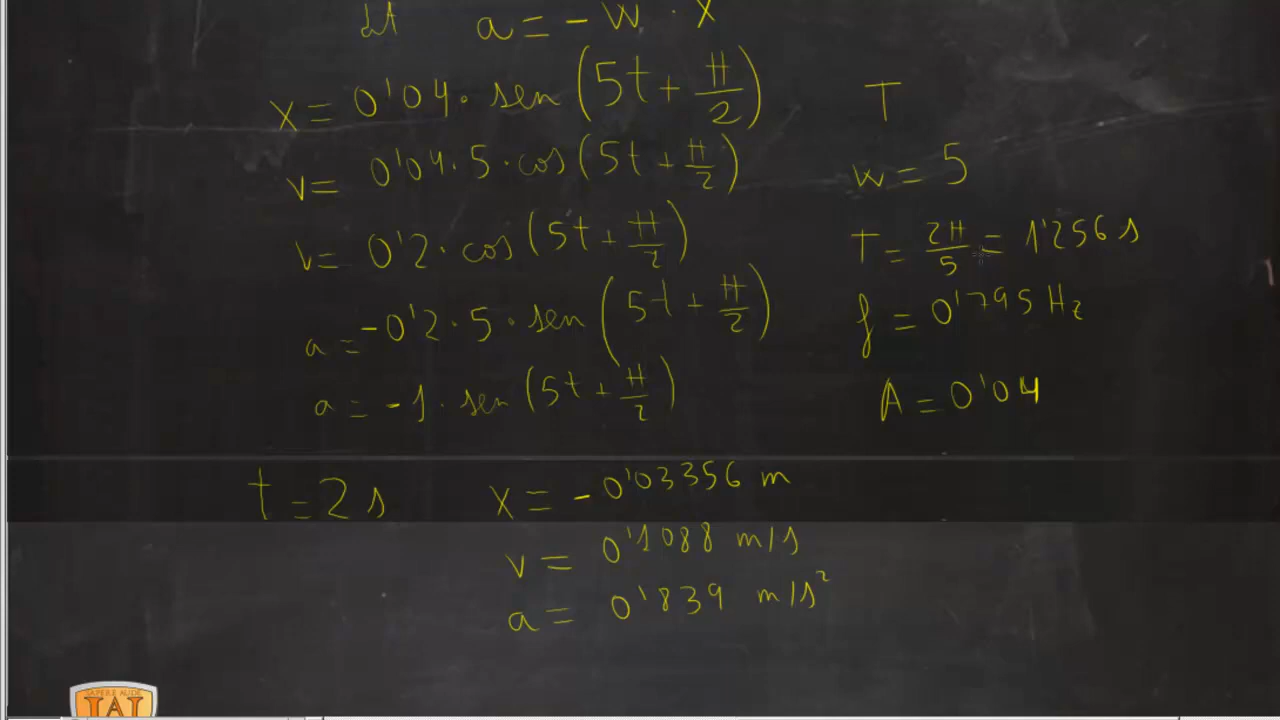 dt a = - w · x
x = 0'04 · sen (5t + π/2)
v = 0'04 · 5 · cos (5t + π/2)
v = 0'2 · cos (5t + π/2)
a = -0'2 · 5 · sen (5t + π/2)
a = -1 · sen (5t + π/2)
T
w = 5
T = 2π/5 = 1'256 s
f = 0'795 Hz
A = 0'04
t = 2 s
x = - 0'03356 m
v = 0'1088 m/s
a = 0'839 m/s²
SAPERE AUDE